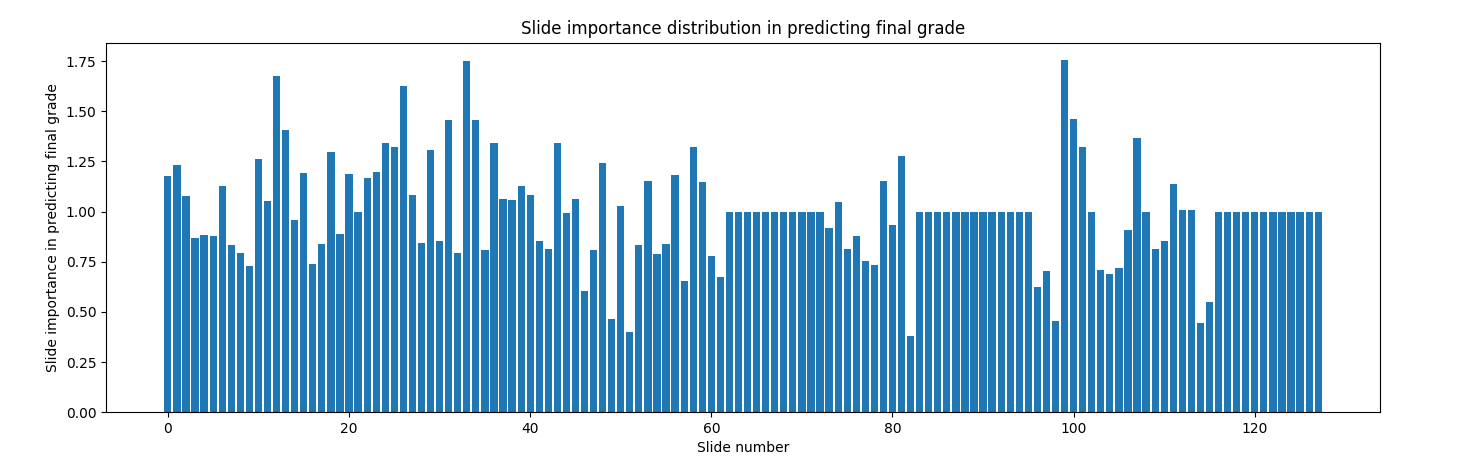 Slide importance distribution in predicting final grade
Slide importance in predicting final grade
1.75
1.50
1.25
1.00
0.75
0.50
0.25
0.00
0 20 40 60 80 100 120
Slide number